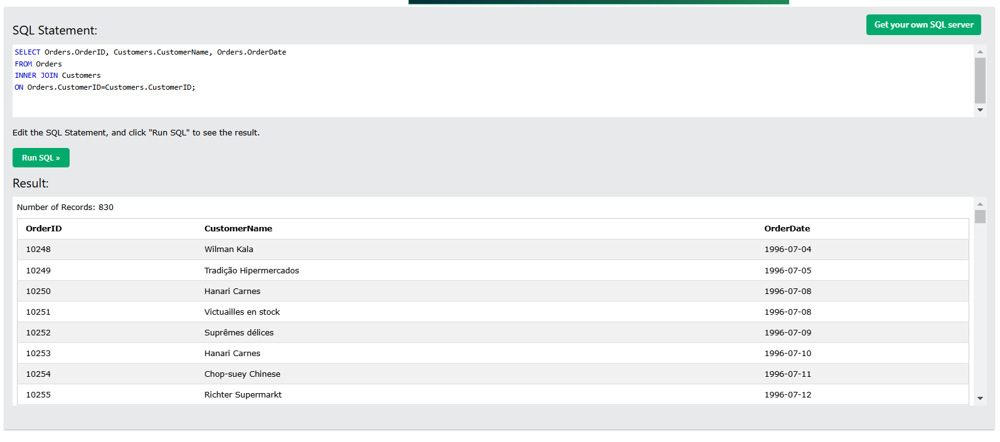 Get your own SQL server
SQL Statement:
SELECT Orders.OrderID, Customers.CustomerName, Orders.OrderDate
FROM Orders
INNER JOIN Customers
ON Orders.CustomerID=Customers.CustomerID;
Edit the SQL Statement, and click "Run SQL" to see the result.
Run SQL »
Result:
Number of Records: 830
OrderID CustomerName OrderDate
10248 Wilman Kala 1996-07-04
10249 Tradição Hipermercados 1996-07-05
10250 Hanari Carnes 1996-07-08
10251 Victuailles en stock 1996-07-08
10252 Suprêmes délices 1996-07-09
10253 Hanari Carnes 1996-07-10
10254 Chop-suey Chinese 1996-07-11
10255 Richter Supermarkt 1996-07-12